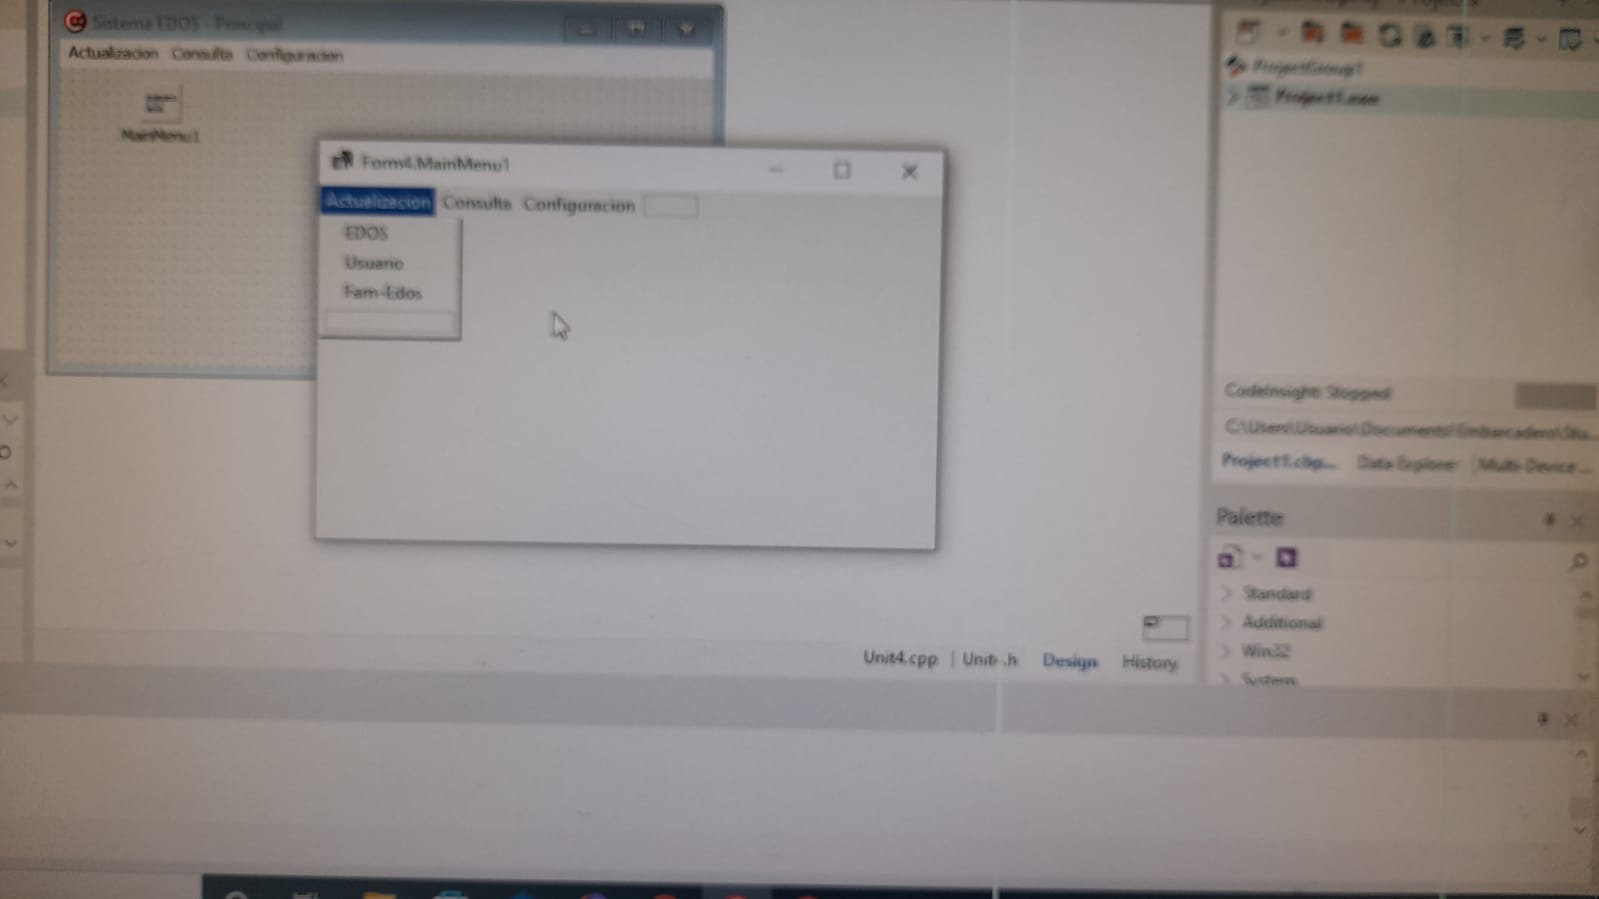 Sistema EDOS - Principal
Actualizacion Consulta Configuracion
MainMenu1
Form4.MainMenu1
Actualizacion Consulta Configuracion
EDOS
Usuario
Fam-Edos
ProjectGroup1
Project1.exe
CodeInsight: Stopped
C:\Users\Usuario\Documents\Embarcadero\Stu...
Project1.cbp... Data Explorer Multi-Device ...
Palette
Standard
Additional
Win32
System
Unit4.cpp Design History